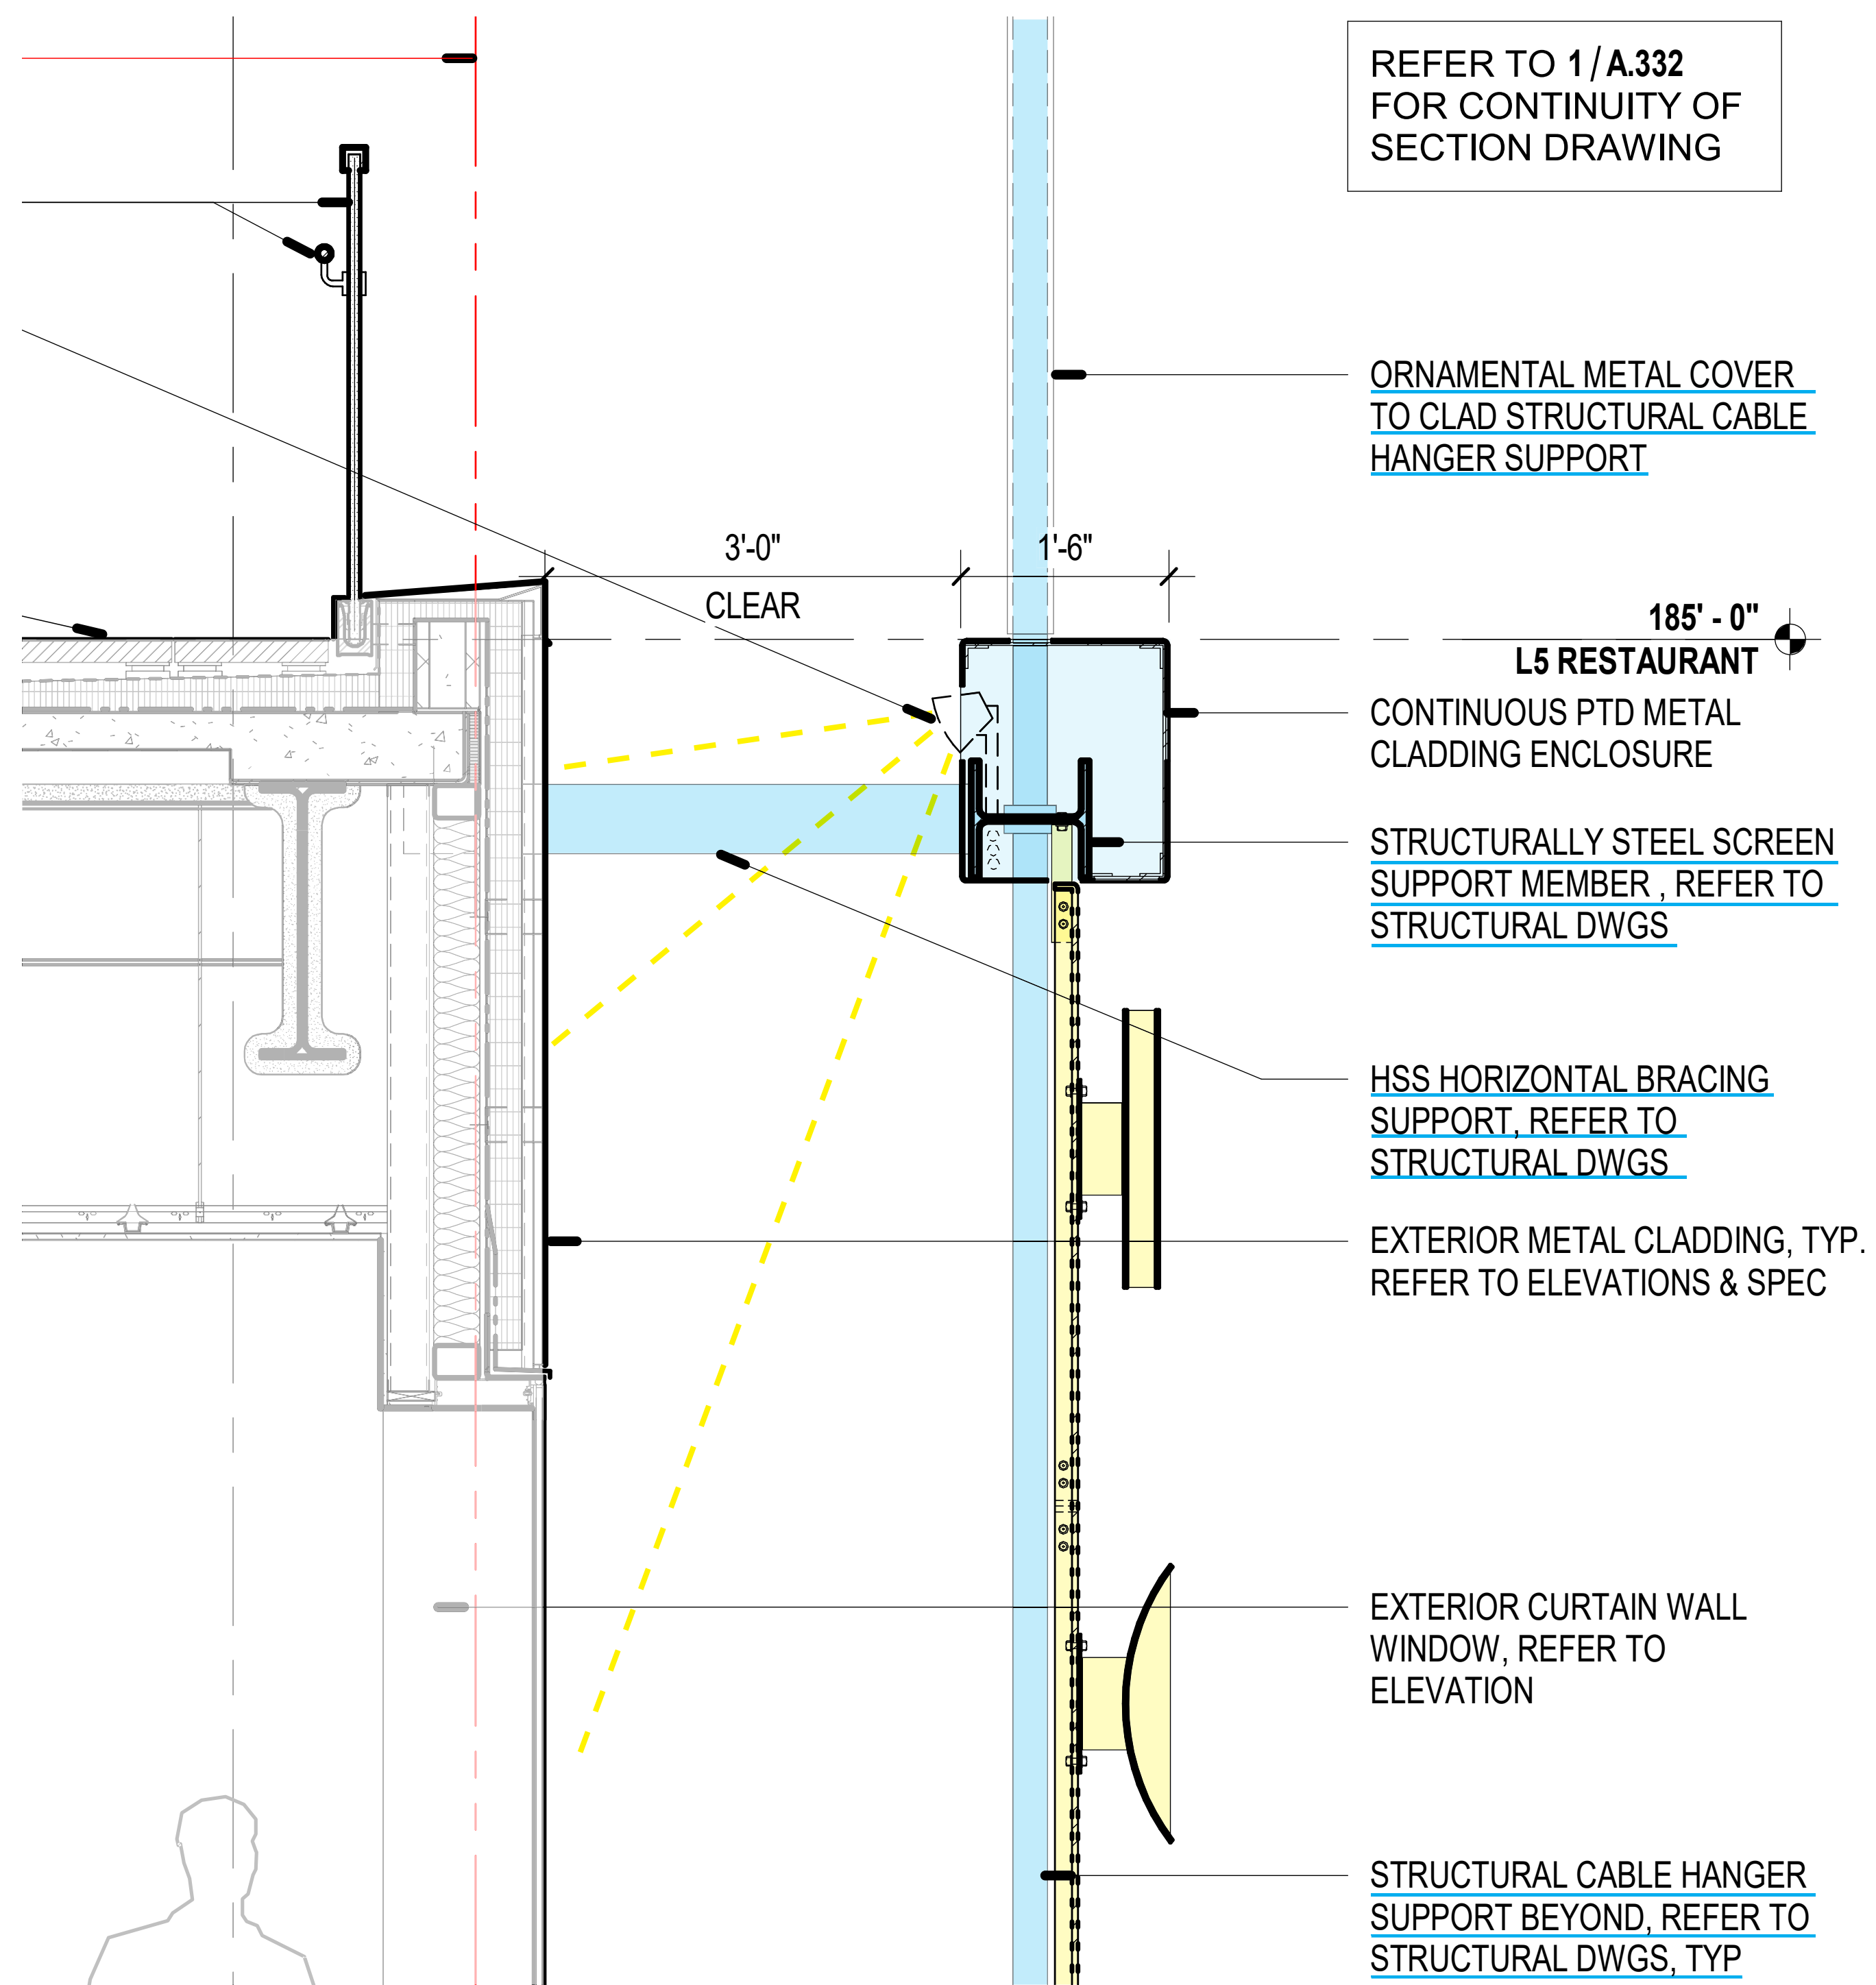 REFER TO 1 / A.332
FOR CONTINUITY OF
SECTION DRAWING
ORNAMENTAL METAL COVER
TO CLAD STRUCTURAL CABLE
HANGER SUPPORT
3'-0"
1'-6"
CLEAR
185' - 0"
L5 RESTAURANT
CONTINUOUS PTD METAL
CLADDING ENCLOSURE
STRUCTURALLY STEEL SCREEN
SUPPORT MEMBER , REFER TO
STRUCTURAL DWGS
HSS HORIZONTAL BRACING
SUPPORT, REFER TO
STRUCTURAL DWGS
EXTERIOR METAL CLADDING, TYP.
REFER TO ELEVATIONS & SPEC
EXTERIOR CURTAIN WALL
WINDOW, REFER TO
ELEVATION
STRUCTURAL CABLE HANGER
SUPPORT BEYOND, REFER TO
STRUCTURAL DWGS, TYP